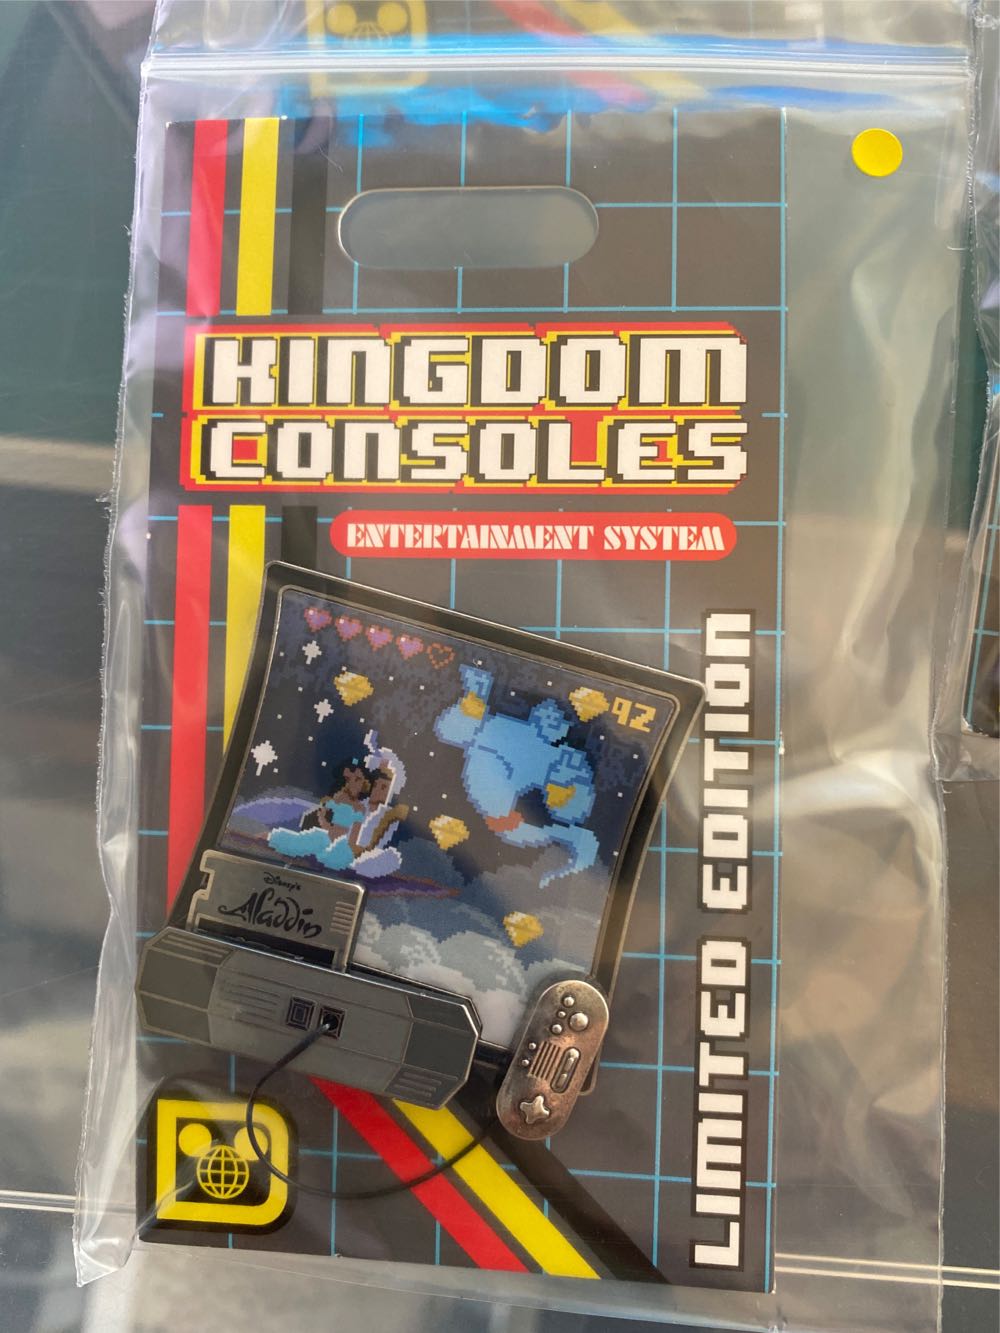 KINGDOM
CONSOLES
ENTERTAINMENT SYSTEM
92
Disney's
Aladdin
LIMITED EDITION